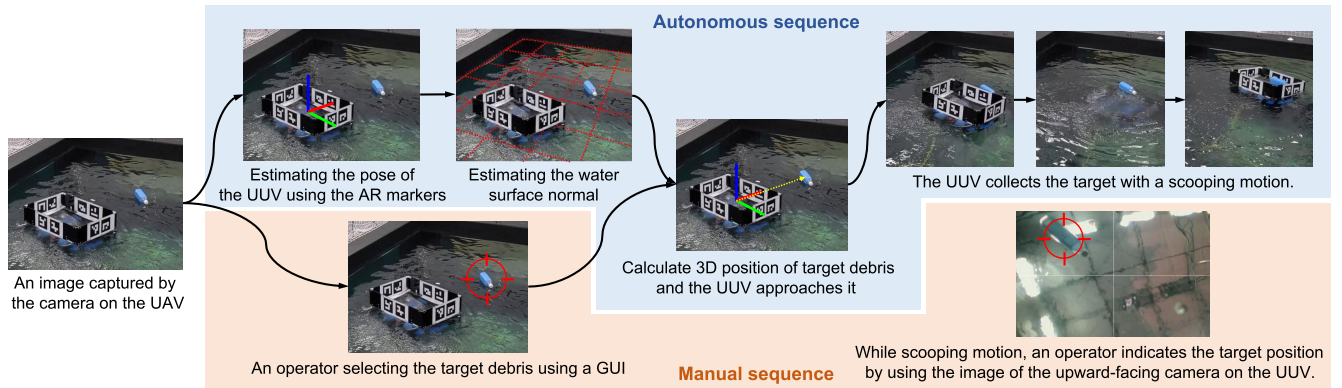 Autonomous sequence
An image captured by
the camera on the UAV
Estimating the pose of
the UUV using the AR markers
Estimating the water
surface normal
An operator selecting the target debris using a GUI
Calculate 3D position of target debris
and the UUV approaches it
The UUV collects the target with a scooping motion.
While scooping motion, an operator indicates the target position
by using the image of the upward-facing camera on the UUV.
Manual sequence